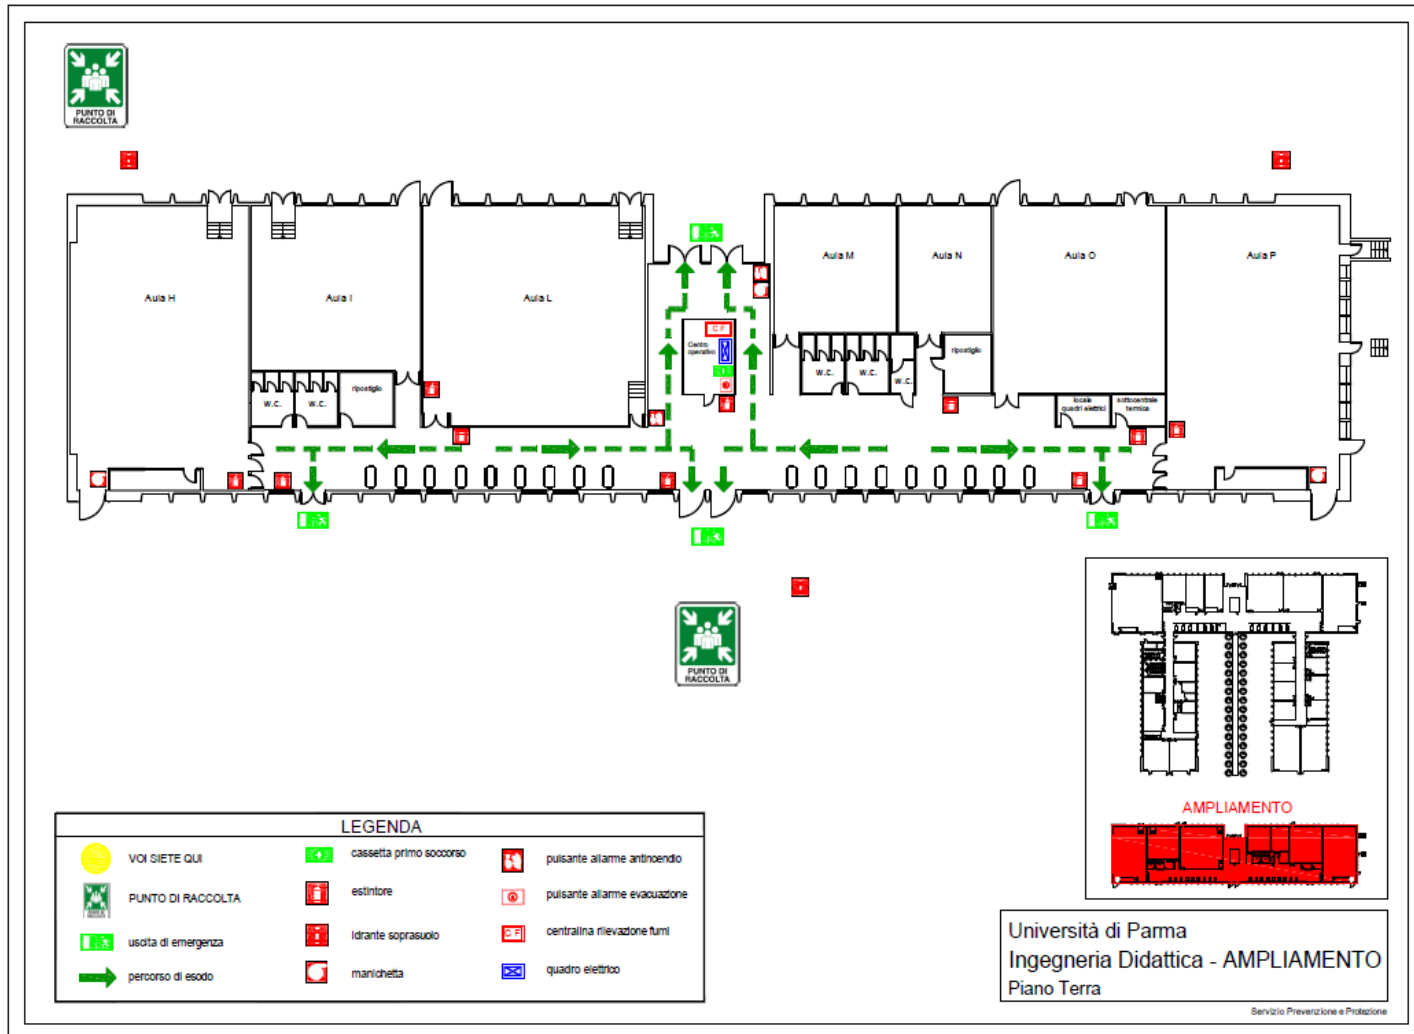 PUNTO DI
RACCOLTA
Aula H
Aula I
Aula L
Aula M
Aula N
Aula O
Aula P
C F
Centro
operativo
ripostiglio
W.C.
W.C.
W.C.
W.C.
W.C.
ripostiglio
locale
quadri elettrici
sottocentrale
termica
PUNTO DI
RACCOLTA
AMPLIAMENTO
LEGENDA
VOI SIETE QUI
PUNTO DI RACCOLTA
uscita di emergenza
percorso di esodo
cassetta primo soccorso
estintore
idrante soprasuolo
manichetta
pulsante allarme antincendio
pulsante allarme evacuazione
C F
centralina rilevazione fumi
quadro elettrico
Università di Parma
Ingegneria Didattica - AMPLIAMENTO
Piano Terra
Servizio Prevenzione e Protezione